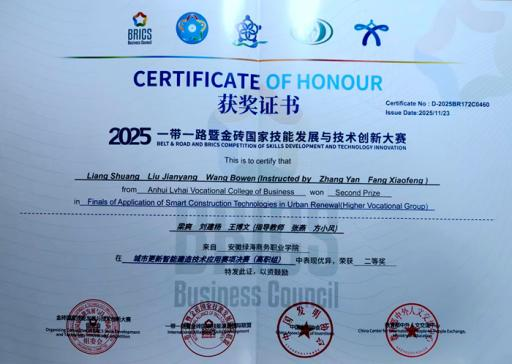 BRICS
Business Council
CERTIFICATE OF HONOUR
获奖证书
Certificate No : D-2025BR172C0460
Issue Date:2025/11/23
2025 一带一路暨金砖国家技能发展与技术创新大赛
BELT & ROAD AND BRICS COMPETITION OF SKILLS DEVELOPMENT AND TECHNOLOGY INNOVATION
This is to certify that
Liang Shuang Liu Jianyang Wang Bowen (Instructed by Zhang Yan Fang Xiaofeng )
from Anhui Lvhai Vocational College of Business won Second Prize
in Finals of Application of Smart Construction Technologies in Urban Renewal(Higher Vocational Group)
梁爽 刘建扬 王博文 (指导教师 张燕 方小凤)
来自 安徽绿海商务职业学院
在 城市更新智能建造技术应用赛项决赛（高职组） 中表现优异，荣获 二等奖
特发此证，以资鼓励
BRICS
Business Council